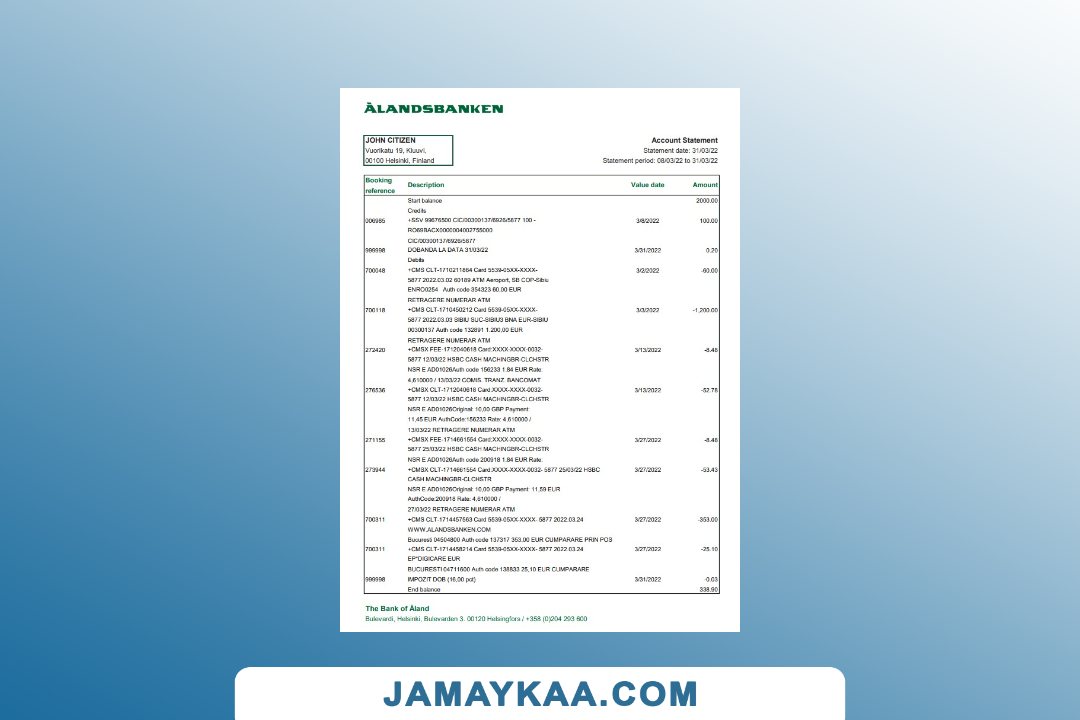 ÅLANDSBANKEN
JOHN CITIZEN
Vuorikatu 19, Kluuvi,
00100 Helsinki, Finland
Account Statement
Statement date: 31/03/22
Statement period: 08/03/22 to 31/03/22
Booking reference Description Value date Amount
Start balance 2000.00
Credits
006985 +SSV 99676500 CIC/00300137/6926/5877 100 - 3/8/2022 100.00
RO69BACX0000004002755000
CIC/00300137/6926/5877
999998 DOBANDA LA DATA 31/03/22 3/31/2022 0.20
Debits
700048 +CMS CLT-1710211864 Card 5539-05XX-XXXX- 3/2/2022 -60.00
5877 2022.03.02 60189 ATM Aeroport, SB COP-Sibiu
ENRO0254 Auth code 354323 60,00 EUR
RETRAGERE NUMERAR ATM
700118 +CMS CLT-1710450212 Card 5539-05XX-XXXX- 3/3/2022 -1,200.00
5877 2022.03.03 SIBIU SUC-SIBIU3 BNA EUR-SIBIU
00300137 Auth code 132891 1.200,00 EUR
RETRAGERE NUMERAR ATM
272420 +CMSX FEE-1712040618 Card:XXXX-XXXX-0032- 3/13/2022 -8.48
5877 12/03/22 HSBC CASH MACHINGBR-CLCHSTR
NSR E AD01026Auth code 156233 1.84 EUR Rate:
4,610000 / 13/03/22 COMIS. TRANZ. BANCOMAT
276536 +CMSX CLT-1712040618 Card:XXXX-XXXX-0032- 3/13/2022 -52.78
5877 12/03/22 HSBC CASH MACHINGBR-CLCHSTR
NSR E AD01026Original: 10,00 GBP Payment:
11,45 EUR AuthCode:156233 Rate: 4,610000 /
13/03/22 RETRAGERE NUMERAR ATM
271155 +CMSX FEE-1714661554 Card:XXXX-XXXX-0032- 3/27/2022 -8.48
5877 25/03/22 HSBC CASH MACHINGBR-CLCHSTR
NSR E AD01026Auth code 200918 1,84 EUR Rate:
273944 +CMSX CLT-1714661554 Card:XXXX-XXXX-0032- 5877 25/03/22 HSBC 3/27/2022 -53.43
CASH MACHINGBR-CLCHSTR
NSR E AD01026Original: 10,00 GBP Payment: 11,59 EUR
AuthCode:200918 Rate: 4,610000 /
27/03/22 RETRAGERE NUMERAR ATM
700311 +CMS CLT-1714457563 Card 5539-05XX-XXXX- 5877 2022.03.24 3/27/2022 -353.00
WWW.ALANDSBANKEN.COM
Bucuresti 04504800 Auth code 137317 353,00 EUR CUMPARARE PRIN POS
700311 +CMS CLT-1714458214 Card 5539-05XX-XXXX- 5877 2022.03.24 3/27/2022 -25.10
EP*DIGICARE EUR
BUCURESTI 04711600 Auth code 138833 25,10 EUR CUMPARARE
999998 IMPOZIT DOB (16,00 pct) 3/31/2022 -0.03
End balance 338.90
The Bank of Åland
Bulevardi, Helsinki, Bulevarden 3. 00120 Helsingfors / +358 (0)204 293 600
JAMAYKAA.COM